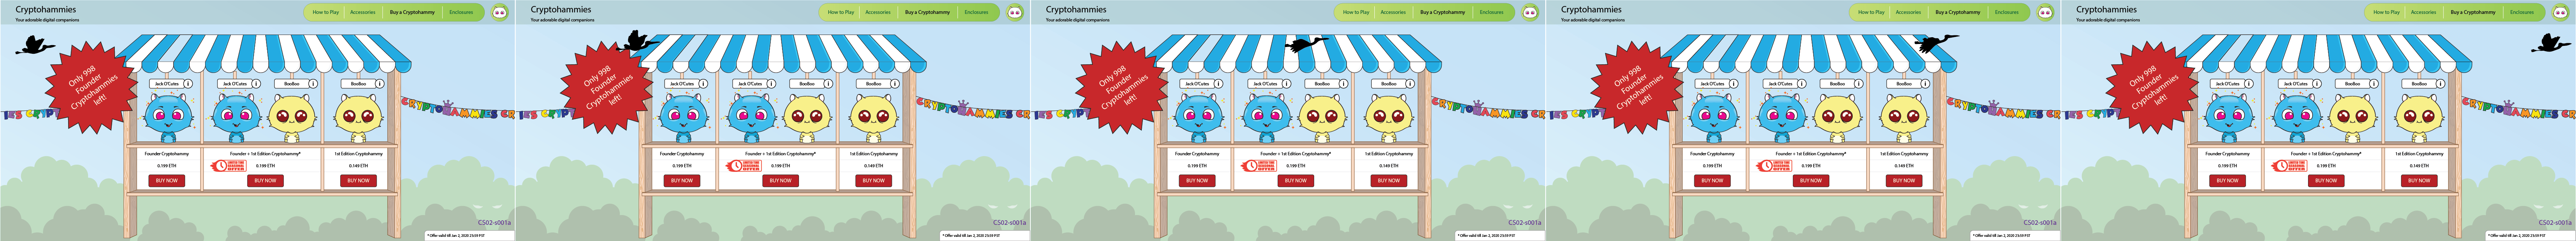 Cryptohammies
Your adorable digital companions
How to Play Accessories Buy a Cryptohammy Enclosures
Only 998
Founder
Cryptohammies
left!
Jack O'Cutes i Jack O'Cutes i BooBoo BooBoo i
CRYPTOHAMMIES CR
Founder Cryptohammy Founder + 1st Edition Cryptohammy* 1st Edition Cryptohammy
0.199 ETH LIMITED TIME SEASONAL OFFER 0.199 ETH 0.149 ETH
BUY NOW BUY NOW BUY NOW
CS02-s001a
* Offer valid till Jan 2, 2020 23:59 PST
Cryptohammies
Your adorable digital companions
How to Play Accessories Buy a Cryptohammy Enclosures
Only 998
Founder
Cryptohammies
left!
Jack O'Cutes i Jack O'Cutes i BooBoo BooBoo i
CRYPTOHAMMIES CR
Founder Cryptohammy Founder + 1st Edition Cryptohammy* 1st Edition Cryptohammy
0.199 ETH LIMITED TIME SEASONAL OFFER 0.199 ETH 0.149 ETH
BUY NOW BUY NOW BUY NOW
CS02-s001a
* Offer valid till Jan 2, 2020 23:59 PST
Cryptohammies
Your adorable digital companions
How to Play Accessories Buy a Cryptohammy Enclosures
Only 998
Founder
Cryptohammies
left!
Jack O'Cutes i Jack O'Cutes i BooBoo BooBoo i
CRYPTOHAMMIES CR
Founder Cryptohammy Founder + 1st Edition Cryptohammy* 1st Edition Cryptohammy
0.199 ETH LIMITED TIME SEASONAL OFFER 0.199 ETH 0.149 ETH
BUY NOW BUY NOW BUY NOW
CS02-s001a
* Offer valid till Jan 2, 2020 23:59 PST
Cryptohammies
Your adorable digital companions
How to Play Accessories Buy a Cryptohammy Enclosures
Only 998
Founder
Cryptohammies
left!
Jack O'Cutes i Jack O'Cutes i BooBoo BooBoo i
CRYPTOHAMMIES CR
Founder Cryptohammy Founder + 1st Edition Cryptohammy* 1st Edition Cryptohammy
0.199 ETH LIMITED TIME SEASONAL OFFER 0.199 ETH 0.149 ETH
BUY NOW BUY NOW BUY NOW
CS02-s001a
* Offer valid till Jan 2, 2020 23:59 PST
Cryptohammies
Your adorable digital companions
How to Play Accessories Buy a Cryptohammy Enclosures
Only 998
Founder
Cryptohammies
left!
Jack O'Cutes i Jack O'Cutes i BooBoo BooBoo i
CRYPTOHAMMIES CR
Founder Cryptohammy Founder + 1st Edition Cryptohammy* 1st Edition Cryptohammy
0.199 ETH LIMITED TIME SEASONAL OFFER 0.199 ETH 0.149 ETH
BUY NOW BUY NOW BUY NOW
CS02-s001a
* Offer valid till Jan 2, 2020 23:59 PST